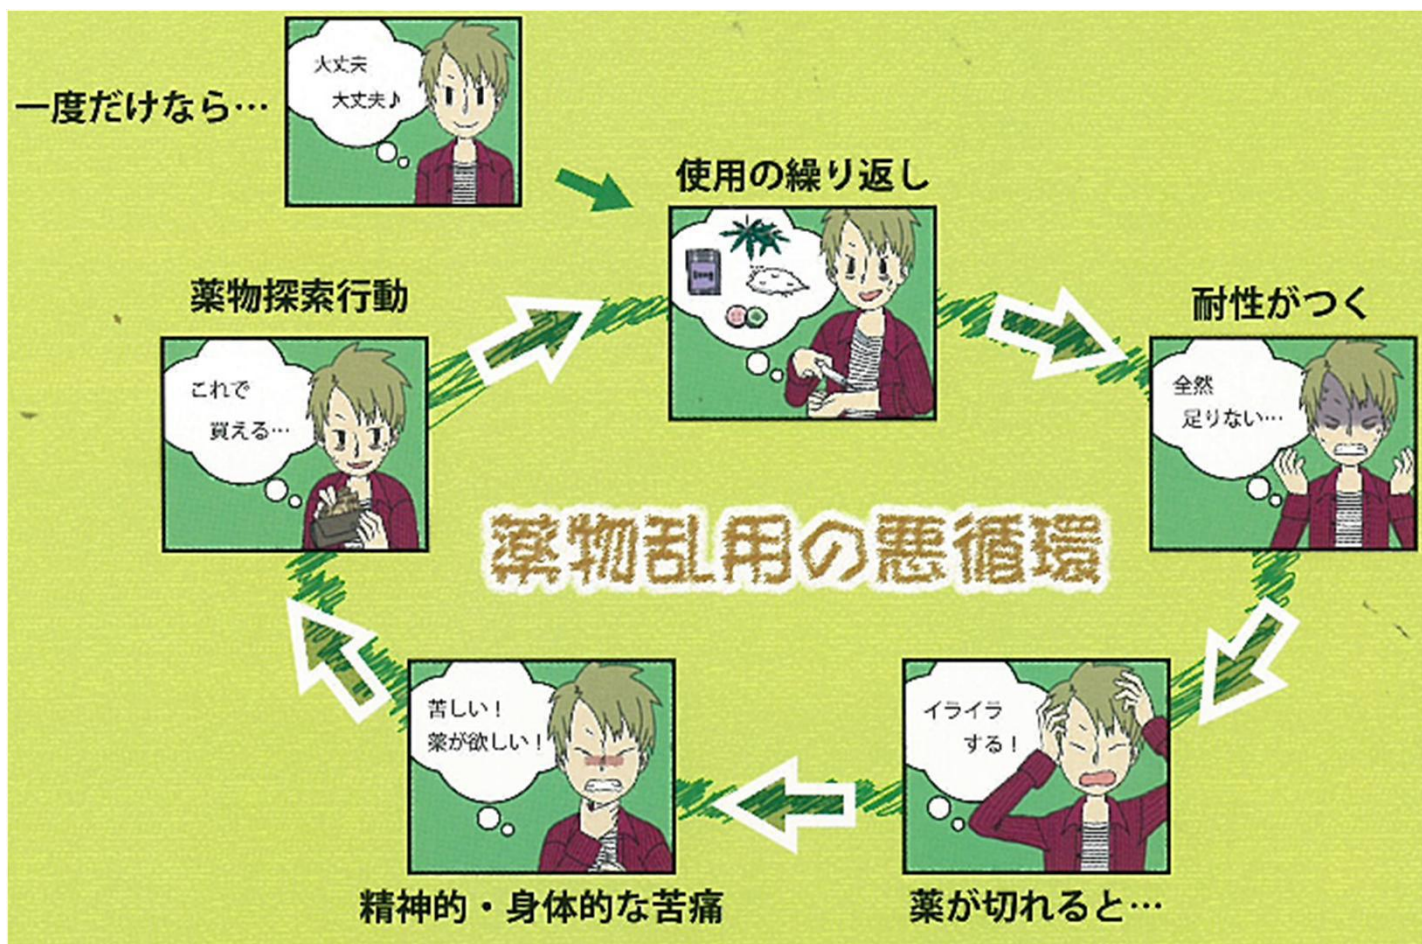 一度だけなら…
大丈夫
大丈夫♪
使用の繰り返し
耐性がつく
全然
足りない…
薬が切れると…
イライラ
する！
精神的・身体的な苦痛
苦しい！
薬が欲しい！
薬物探索行動
これで
買える…
薬物乱用の悪循環